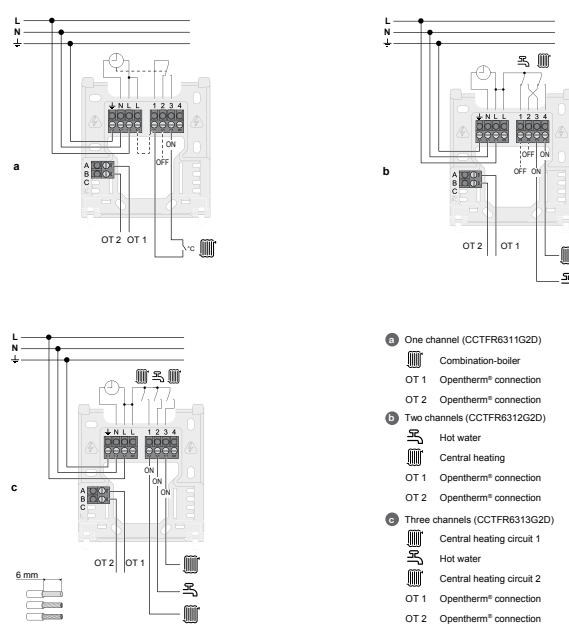 L
N
N L L 1 2 3 4
ON
OFF
A
B
C
a
OT 2 OT 1
°C
L
N
N L L 1 2 3 4
OFF ON
OFF ON
A
B
C
b
OT 2 OT 1
L
N
N L L 1 2 3 4
ON
ON
ON
A
B
C
c
OT 2 OT 1
6 mm
a One channel (CCTFR6311G2D)
Combination-boiler
OT 1 Opentherm® connection
OT 2 Opentherm® connection
b Two channels (CCTFR6312G2D)
Hot water
Central heating
OT 1 Opentherm® connection
OT 2 Opentherm® connection
c Three channels (CCTFR6313G2D)
Central heating circuit 1
Hot water
Central heating circuit 2
OT 1 Opentherm® connection
OT 2 Opentherm® connection